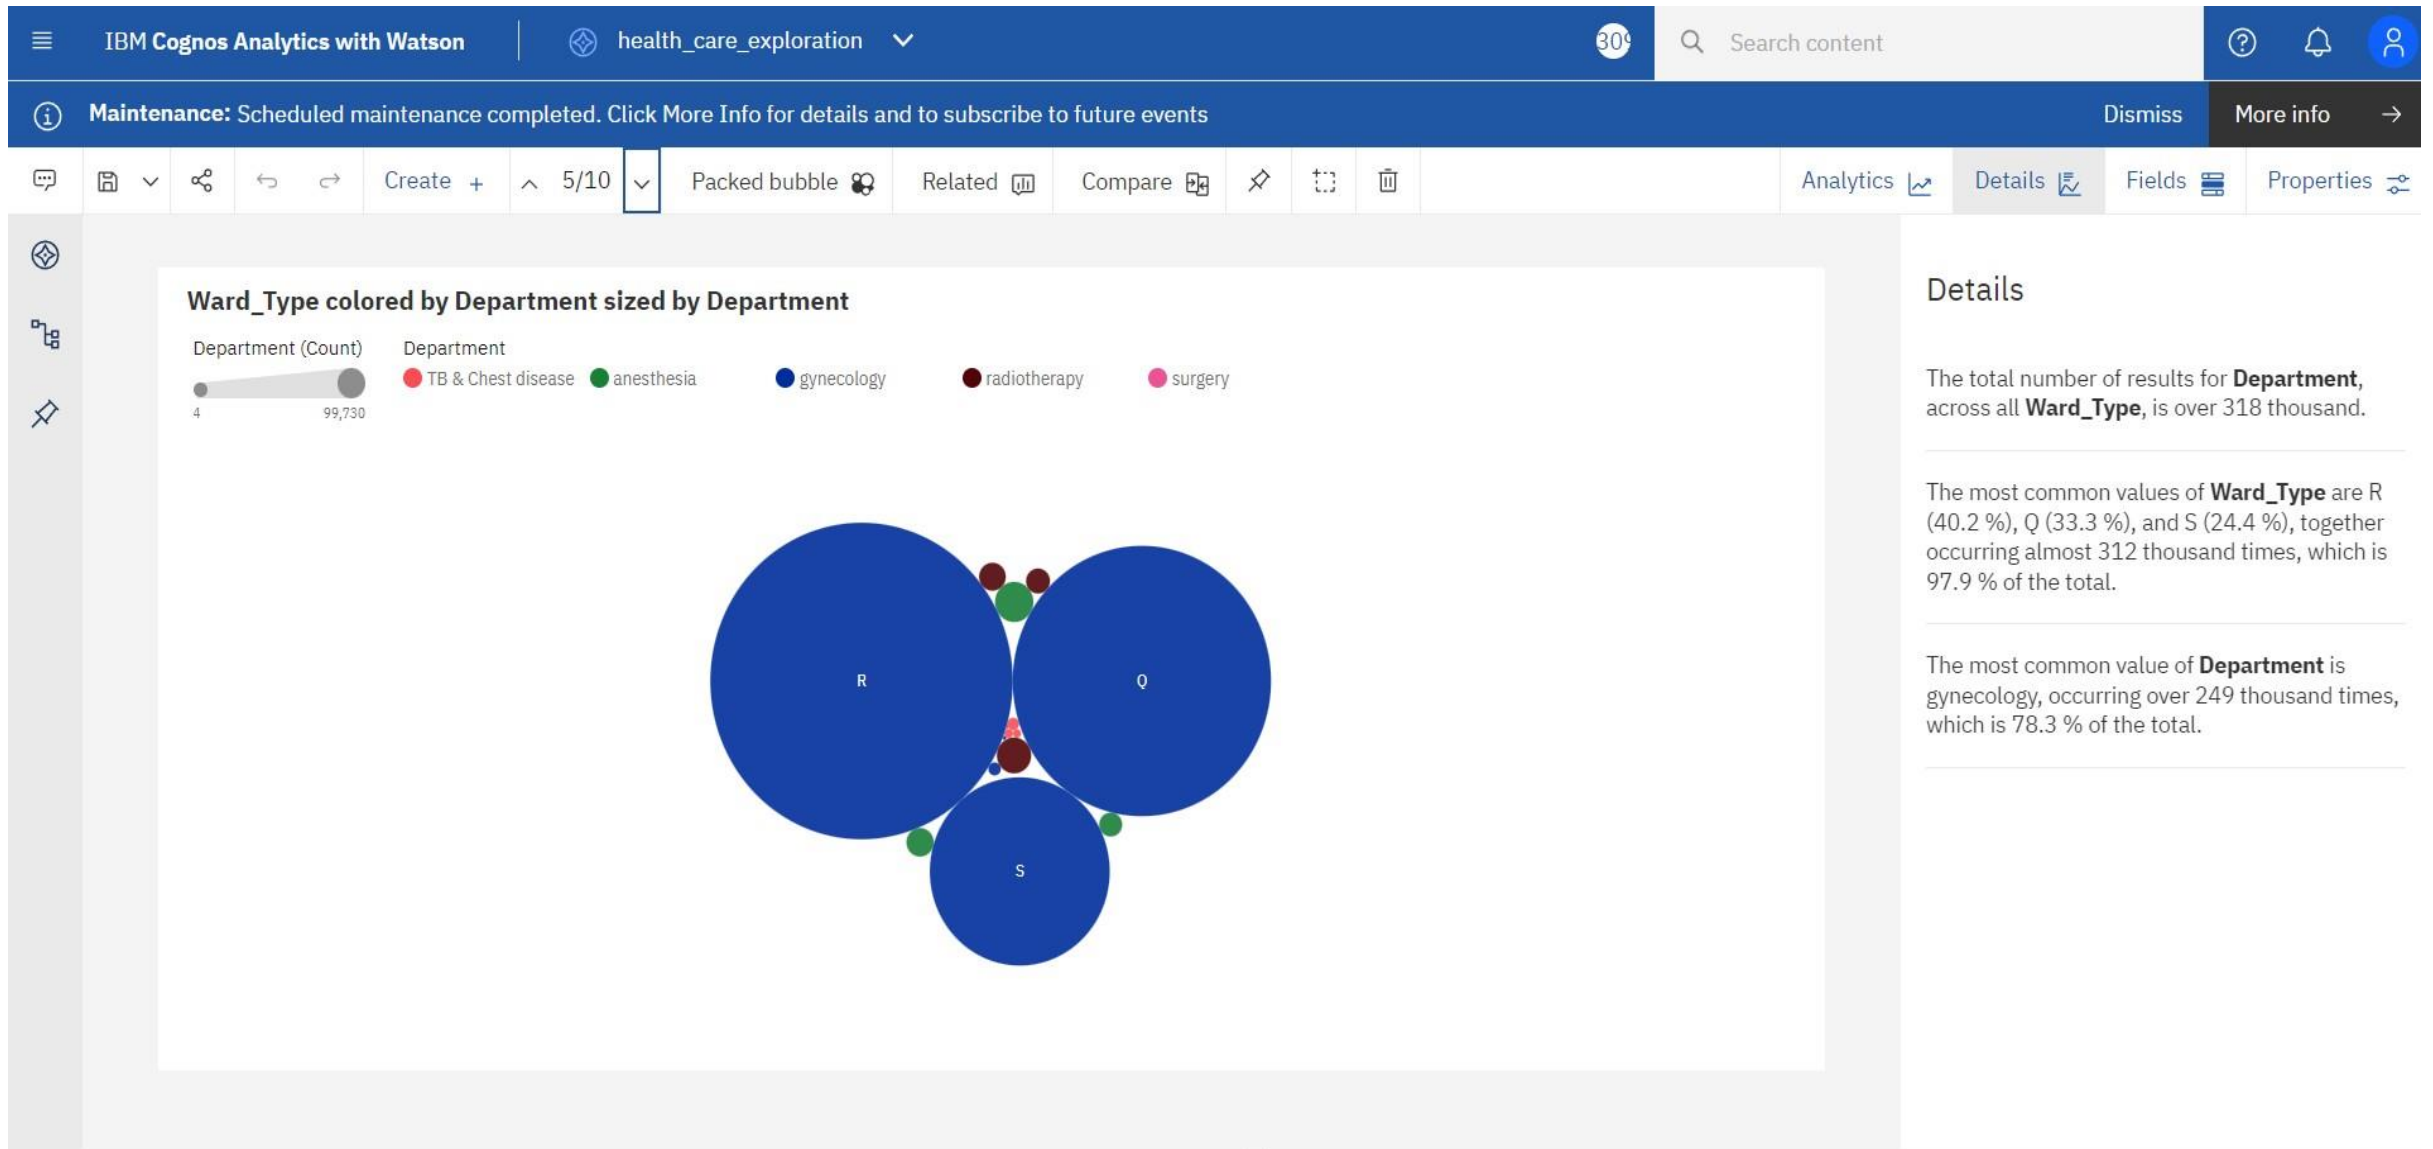 IBM Cognos Analytics with Watson
health_care_exploration
309
Search content
Maintenance: Scheduled maintenance completed. Click More Info for details and to subscribe to future events
Dismiss
More info
Create
5/10
Packed bubble
Related
Compare
Analytics
Details
Fields
Properties
Ward_Type colored by Department sized by Department
Department (Count)
4
99,730
Department
TB & Chest disease
anesthesia
gynecology
radiotherapy
surgery
R
Q
S
Details
The total number of results for Department,
across all Ward_Type, is over 318 thousand.
The most common values of Ward_Type are R
(40.2 %), Q (33.3 %), and S (24.4 %), together
occurring almost 312 thousand times, which is
97.9 % of the total.
The most common value of Department is
gynecology, occurring over 249 thousand times,
which is 78.3 % of the total.